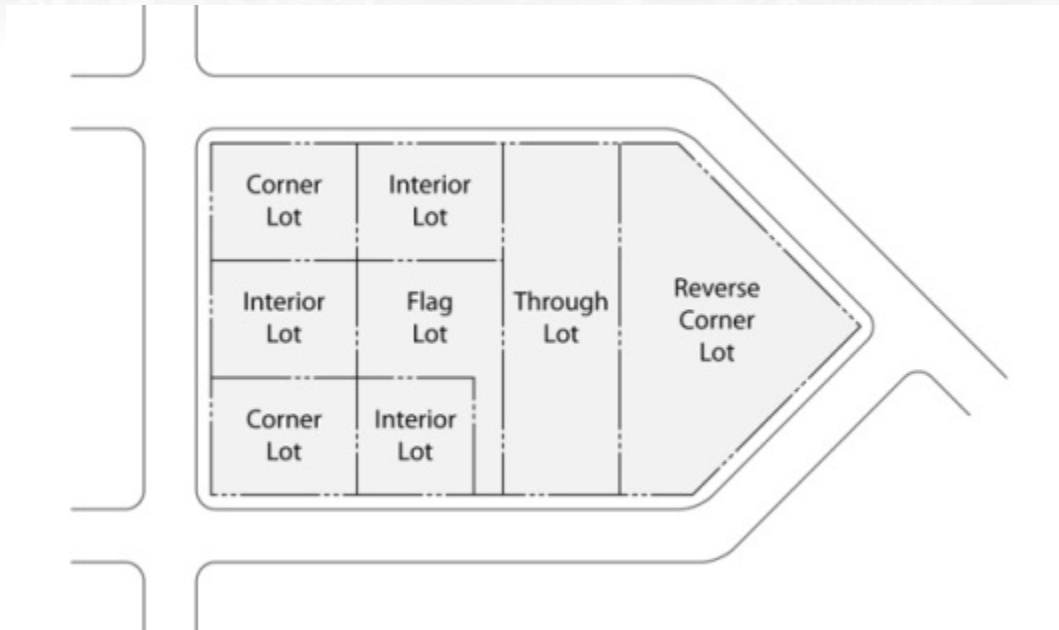 Corner
Lot
Interior
Lot
Interior
Lot
Flag
Lot
Through
Lot
Reverse
Corner
Lot
Corner
Lot
Interior
Lot